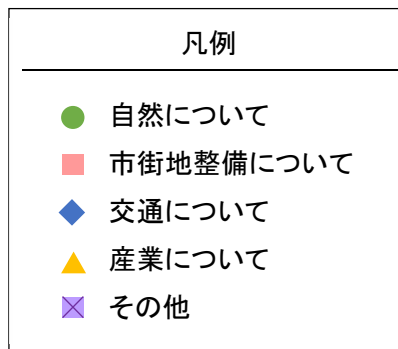 凡例
自然について
市街地整備について
交通について
産業について
その他